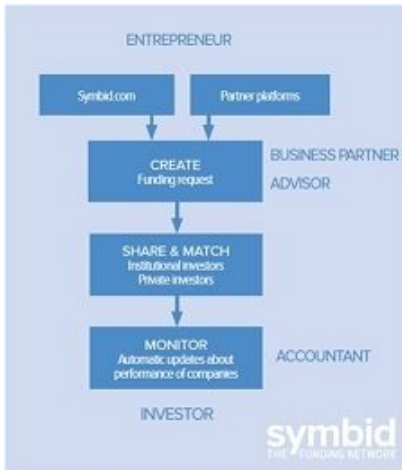 ENTREPRENEUR
Symbid.com
Partner platforms
CREATE
Funding request
BUSINESS PARTNER
ADVISOR
SHARE & MATCH
Institutional investors
Private investors
MONITOR
Automatic updates about
performance of companies
ACCOUNTANT
INVESTOR
symbid
THE FUNDING NETWORK